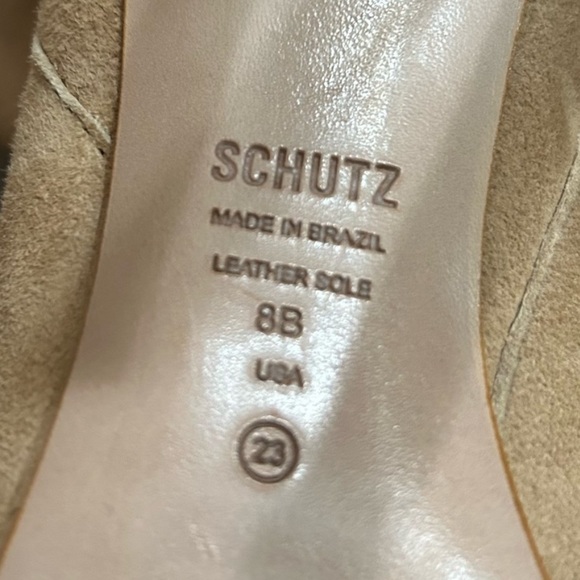 SCHUTZ
MADE IN BRAZIL
LEATHER SOLE
8B
USA
23